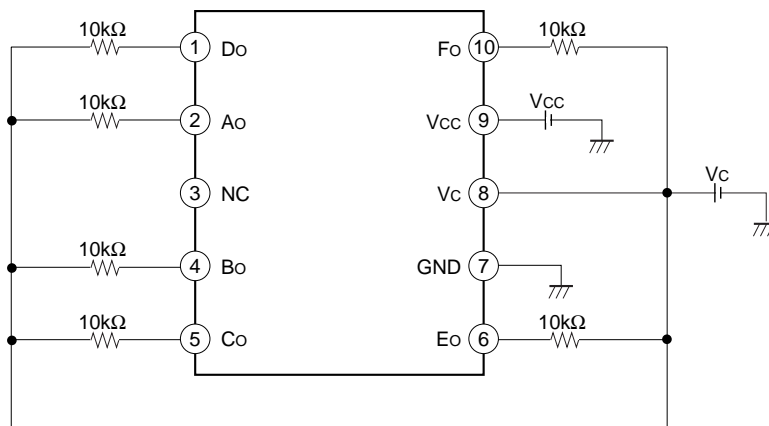 10kΩ
1 DO
10kΩ
2 AO
3 NC
10kΩ
4 BO
10kΩ
5 CO
10kΩ
FO 10
VCC
VCC 9
VC
VC 8
GND 7
10kΩ
EO 6